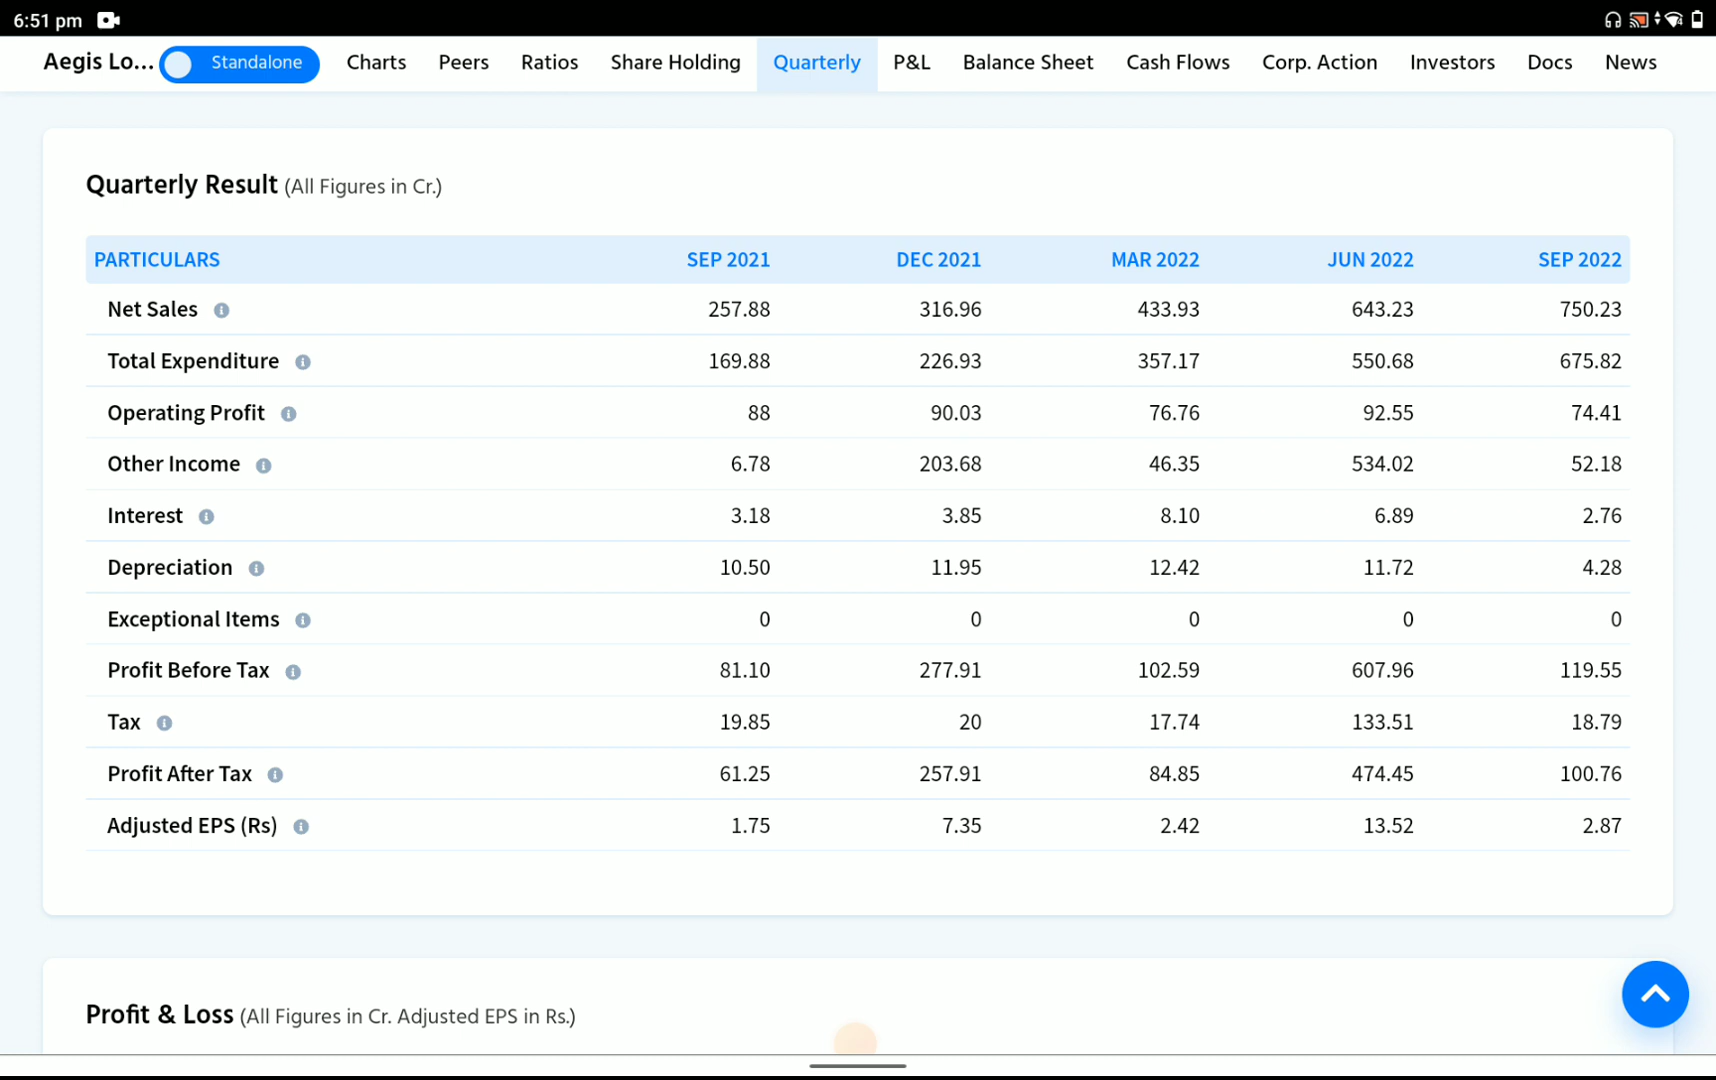 6:51 pm
Aegis Lo... Standalone Charts Peers Ratios Share Holding Quarterly P&L Balance Sheet Cash Flows Corp. Action Investors Docs News
Quarterly Result (All Figures in Cr.)
PARTICULARS SEP 2021 DEC 2021 MAR 2022 JUN 2022 SEP 2022
Net Sales 257.88 316.96 433.93 643.23 750.23
Total Expenditure 169.88 226.93 357.17 550.68 675.82
Operating Profit 88 90.03 76.76 92.55 74.41
Other Income 6.78 203.68 46.35 534.02 52.18
Interest 3.18 3.85 8.10 6.89 2.76
Depreciation 10.50 11.95 12.42 11.72 4.28
Exceptional Items 0 0 0 0 0
Profit Before Tax 81.10 277.91 102.59 607.96 119.55
Tax 19.85 20 17.74 133.51 18.79
Profit After Tax 61.25 257.91 84.85 474.45 100.76
Adjusted EPS (Rs) 1.75 7.35 2.42 13.52 2.87
Profit & Loss (All Figures in Cr. Adjusted EPS in Rs.)